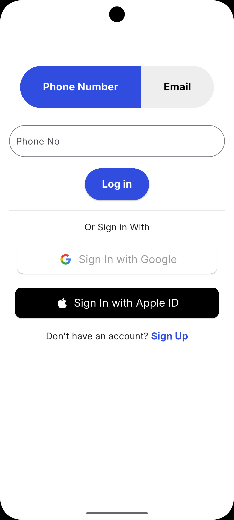 Phone Number Email
Phone No
Log in
Or Sign In With
Sign In with Google
Sign In with Apple ID
Don't have an account? Sign Up